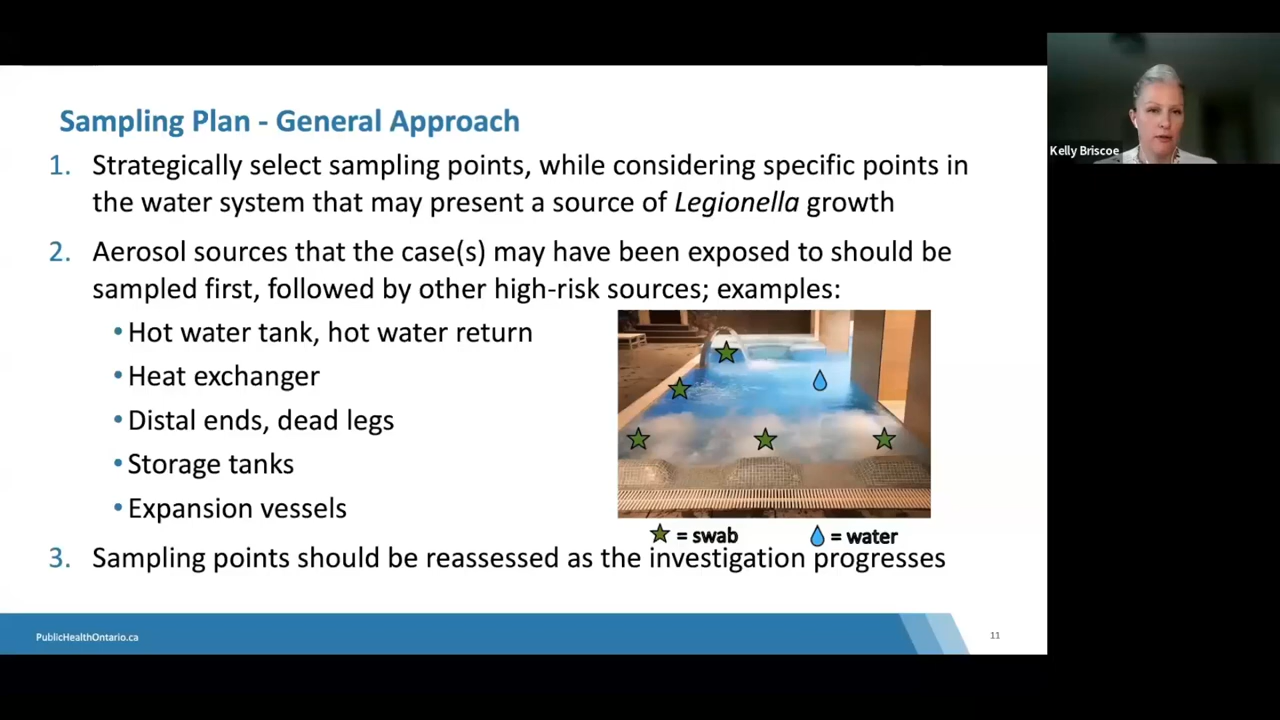 Sampling Plan - General Approach
1. Strategically select sampling points, while considering specific points in
the water system that may present a source of Legionella growth
2. Aerosol sources that the case(s) may have been exposed to should be
sampled first, followed by other high-risk sources; examples:
•Hot water tank, hot water return
•Heat exchanger
•Distal ends, dead legs
•Storage tanks
•Expansion vessels
= swab
= water
3. Sampling points should be reassessed as the investigation progresses
PublicHealthOntario.ca
11
Kelly Briscoe